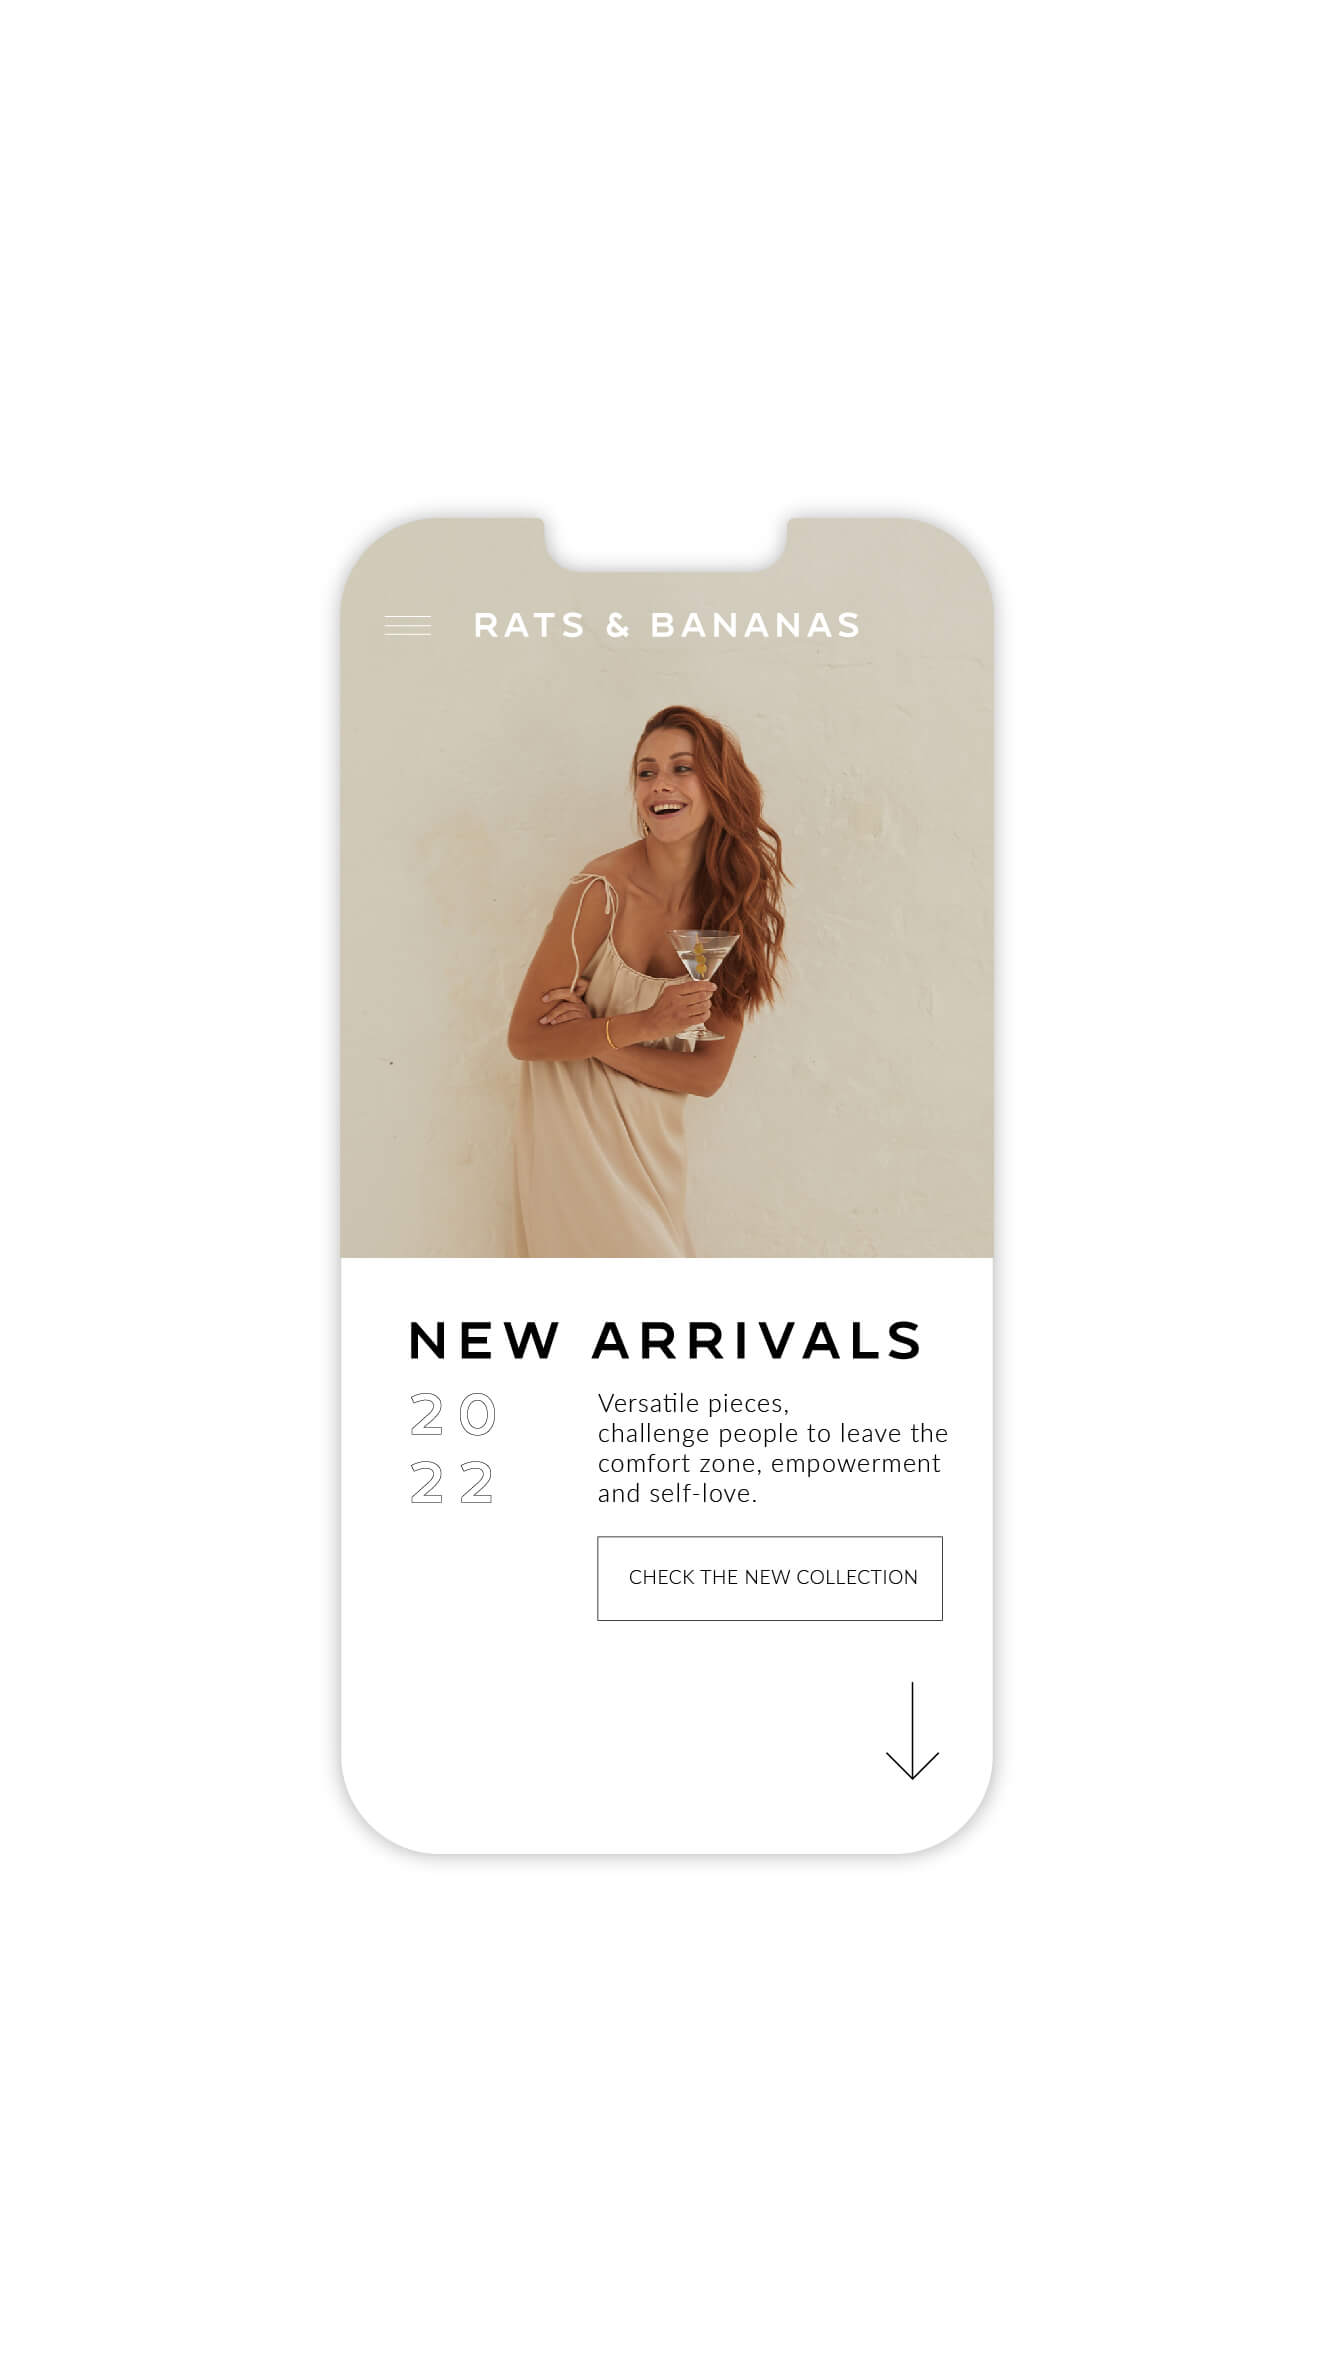 RATS & BANANAS
NEW ARRIVALS
20
22
Versatile pieces,
challenge people to leave the
comfort zone, empowerment
and self-love.
CHECK THE NEW COLLECTION